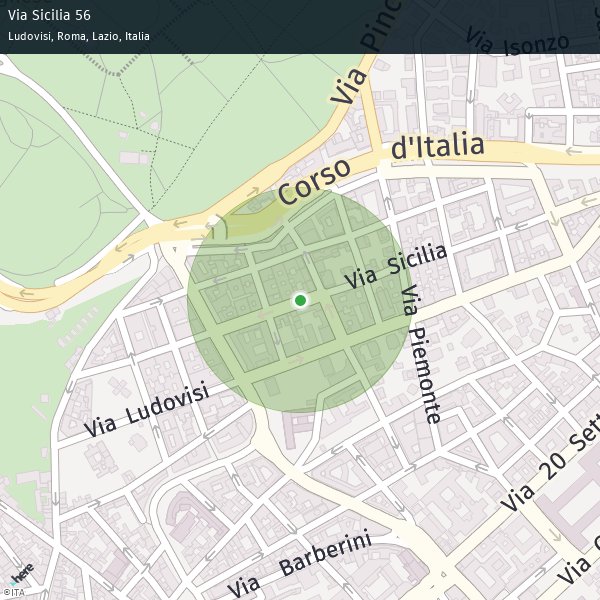 Via Sicilia 56
Ludovisi, Roma, Lazio, Italia
Via Isonzo
Via Pinc
Corso d'Italia
Via Sicilia
Via Piemonte
Via Ludovisi
Via 20 Sett
Via Barberini
Via
here
©ITA